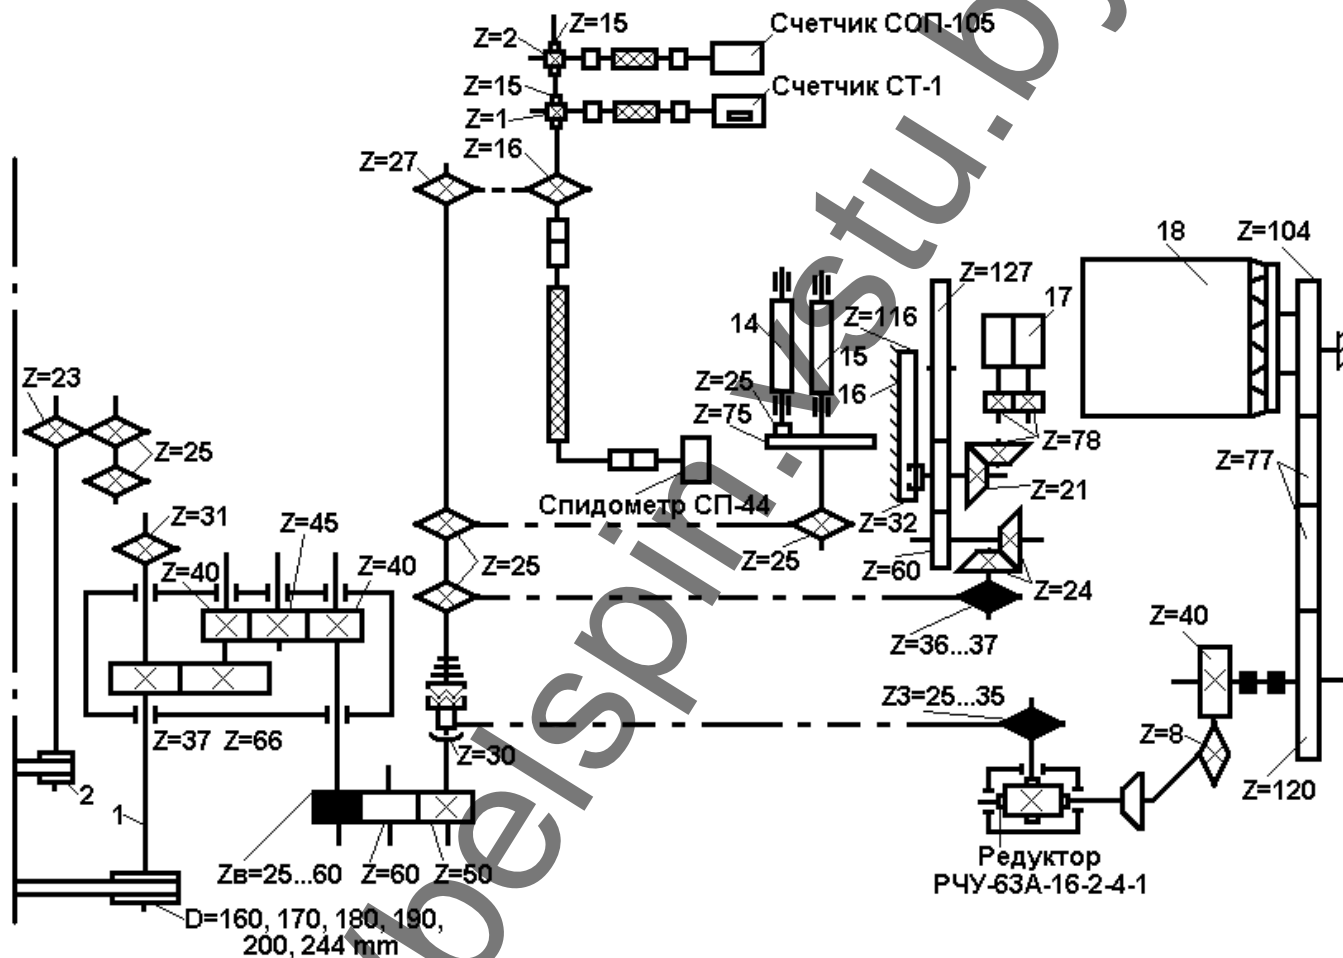 Z=15
Счетчик СОП-105
Z=2
Z=15
Счетчик СТ-1
Z=1
Z=16
Z=27
18
Z=104
Z=127
17
14
Z=116
15
Z=23
Z=25
16
Z=75
Z=78
Z=25
Z=77
Z=21
Спидометр СП-44
Z=31
Z=45
Z=32
Z=40
Z=40
Z=25
Z=25
Z=60
Z=24
Z=40
Z=36...37
Z3=25...35
Z=37
Z=66
Z=30
Z=8
2
1
Z=120
Zв=25...60
Z=60
Z=50
Редуктор
РЧУ-63А-16-2-4-1
D=160, 170, 180, 190,
200, 244 mm
belspin.vstu.by